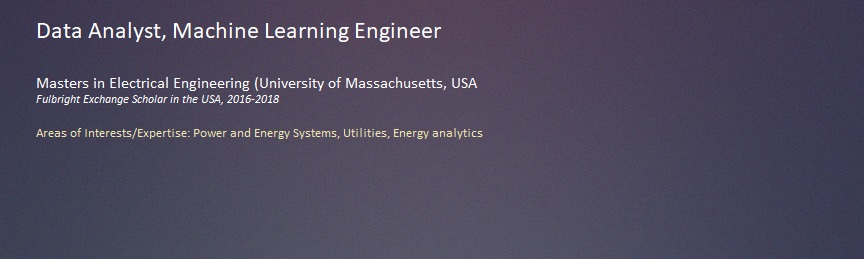 Data Analyst, Machine Learning Engineer
Masters in Electrical Engineering (University of Massachusetts, USA
Fulbright Exchange Scholar in the USA, 2016-2018
Areas of Interests/Expertise: Power and Energy Systems, Utilities, Energy analytics